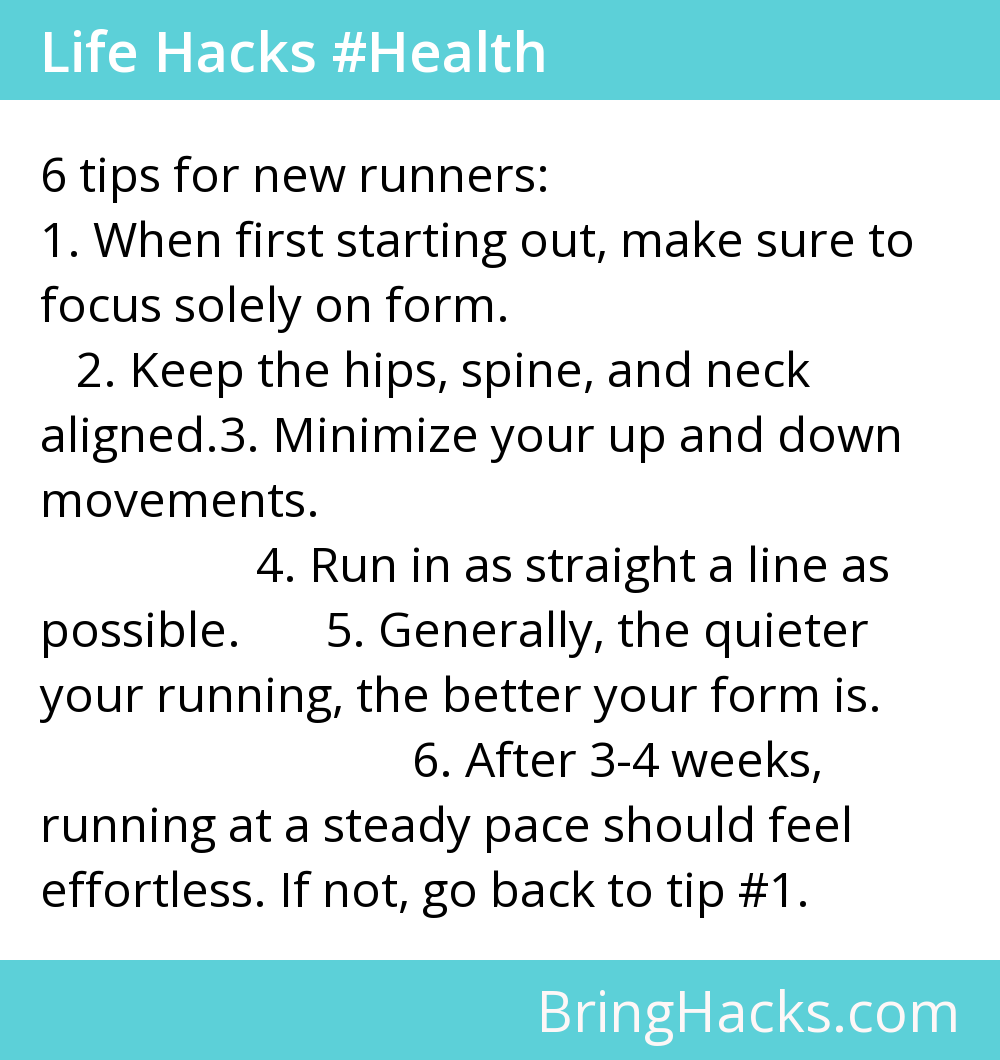 Life Hacks #Health
6 tips for new runners:
1. When first starting out, make sure to
focus solely on form.
2. Keep the hips, spine, and neck
aligned.3. Minimize your up and down
movements.
4. Run in as straight a line as
possible. 5. Generally, the quieter
your running, the better your form is.
6. After 3-4 weeks,
running at a steady pace should feel
effortless. If not, go back to tip #1.
BringHacks.com